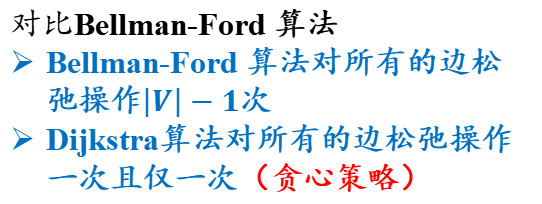 对比Bellman-Ford 算法
➢ Bellman-Ford 算法对所有的边松
弛操作|V| − 1次
➢ Dijkstra算法对所有的边松弛操作
一次且仅一次（贪心策略）